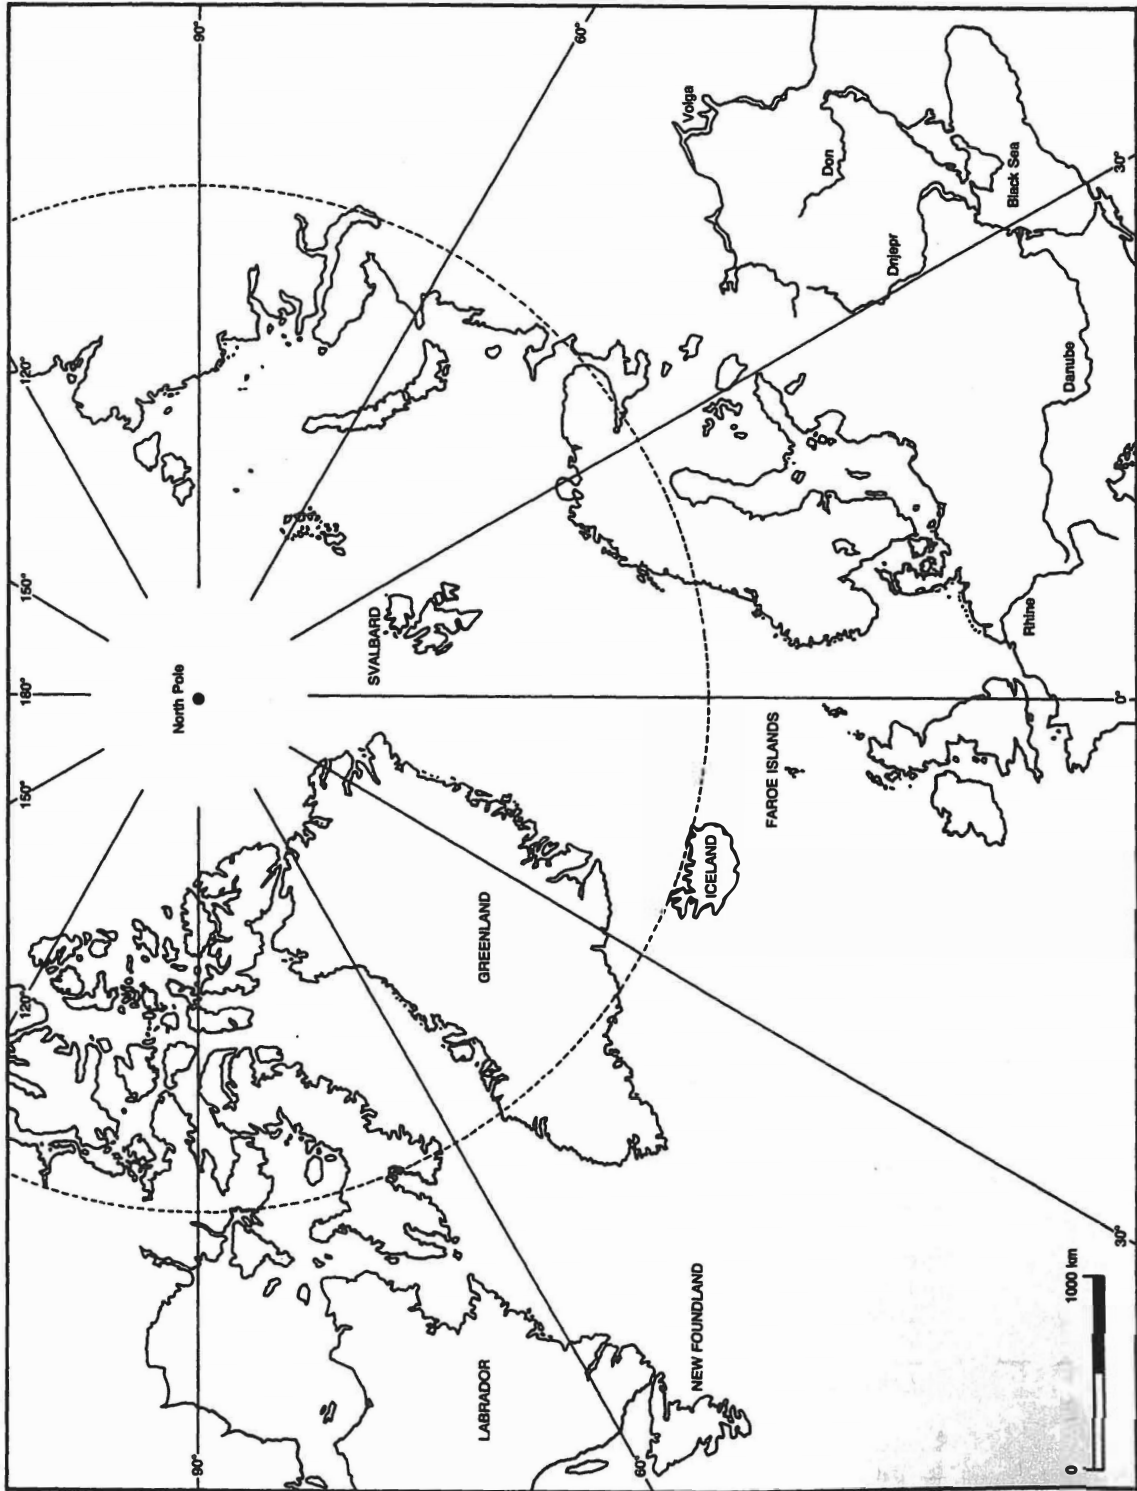 120°
150°
180°
150°
120°
90°
90°
North Pole
60°
SVALBARD
GREENLAND
LABRADOR
ICELAND
NEW FOUNDLAND
FAROE ISLANDS
Volga
Don
Dnjepr
Black Sea
Danube
Rhine
60°
30°
0°
30°
0
1000 km